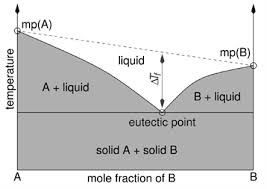 mp(A)
mp(B)
liquid
ΔTf
temperature
A + liquid
B + liquid
eutectic point
solid A + solid B
A
mole fraction of B
B